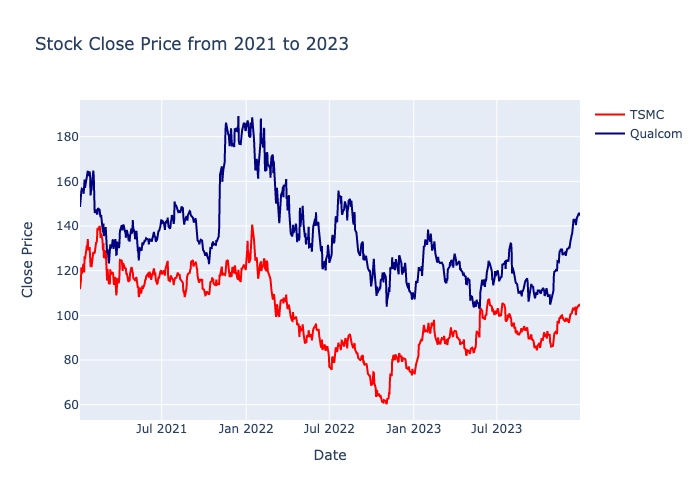 Stock Close Price from 2021 to 2023
TSMC
Qualcom
180
160
140
120
100
80
60
Close Price
Jul 2021
Jan 2022
Jul 2022
Jan 2023
Jul 2023
Date